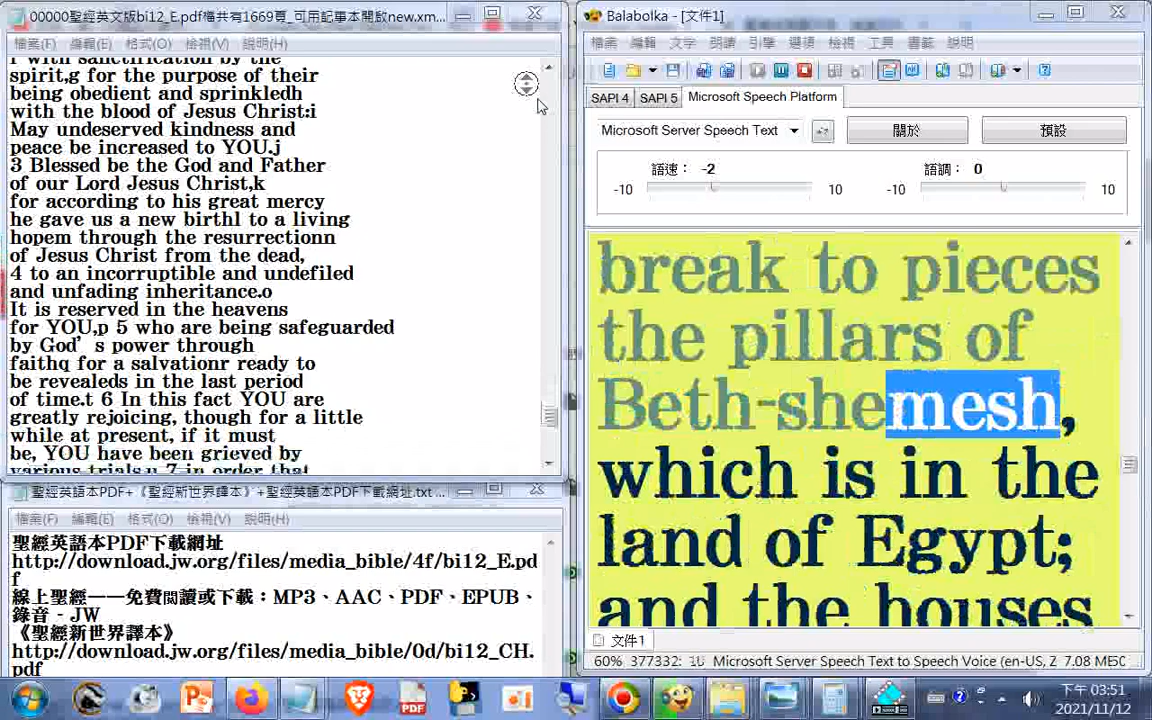 00000聖經英文版bi12_E.pdf檔共有1669頁_可用記事本開啟new.xm...
檔案(F) 編輯(E) 格式(O) 檢視(V) 說明(H)
r with sanctification by the
spirit,g for the purpose of their
being obedient and sprinkledh
with the blood of Jesus Christ:i
May undeserved kindness and
peace be increased to YOU.j
3 Blessed be the God and Father
of our Lord Jesus Christ,k
for according to his great mercy
he gave us a new birthl to a living
hopem through the resurrectionn
of Jesus Christ from the dead,
4 to an incorruptible and undefiled
and unfading inheritance.o
It is reserved in the heavens
for YOU,p 5 who are being safeguarded
by God’s power through
faithq for a salvationr ready to
be revealeds in the last period
of time.t 6 In this fact YOU are
greatly rejoicing, though for a little
while at present, if it must
be, YOU have been grieved by
various trials,u 7 in order that
聖經英語本PDF+《聖經新世界譯本》+聖經英語本PDF下載網址.txt ...
檔案(F) 編輯(E) 格式(O) 檢視(V) 說明(H)
聖經英語本PDF下載網址
http://download.jw.org/files/media_bible/4f/bi12_E.pd
f
線上聖經——免費閱讀或下載：MP3、AAC、PDF、EPUB、
錄音 - JW
《聖經新世界譯本》
http://download.jw.org/files/media_bible/0d/bi12_CH.
pdf
Balabolka - [文件1]
檔案 編輯 文字 朗讀 引擎 選項 檢視 工具 書籤 說明
SAPI 4 SAPI 5 Microsoft Speech Platform
Microsoft Server Speech Text 關於 預設
語速： -2 語調： 0
-10 10 -10 10
break to pieces
the pillars of
Beth-shemesh,
which is in the
land of Egypt;
and the houses
文件1
60% 377332: Microsoft Server Speech Text to Speech Voice (en-US, Z 7.08
下午 03:51
2021/11/12